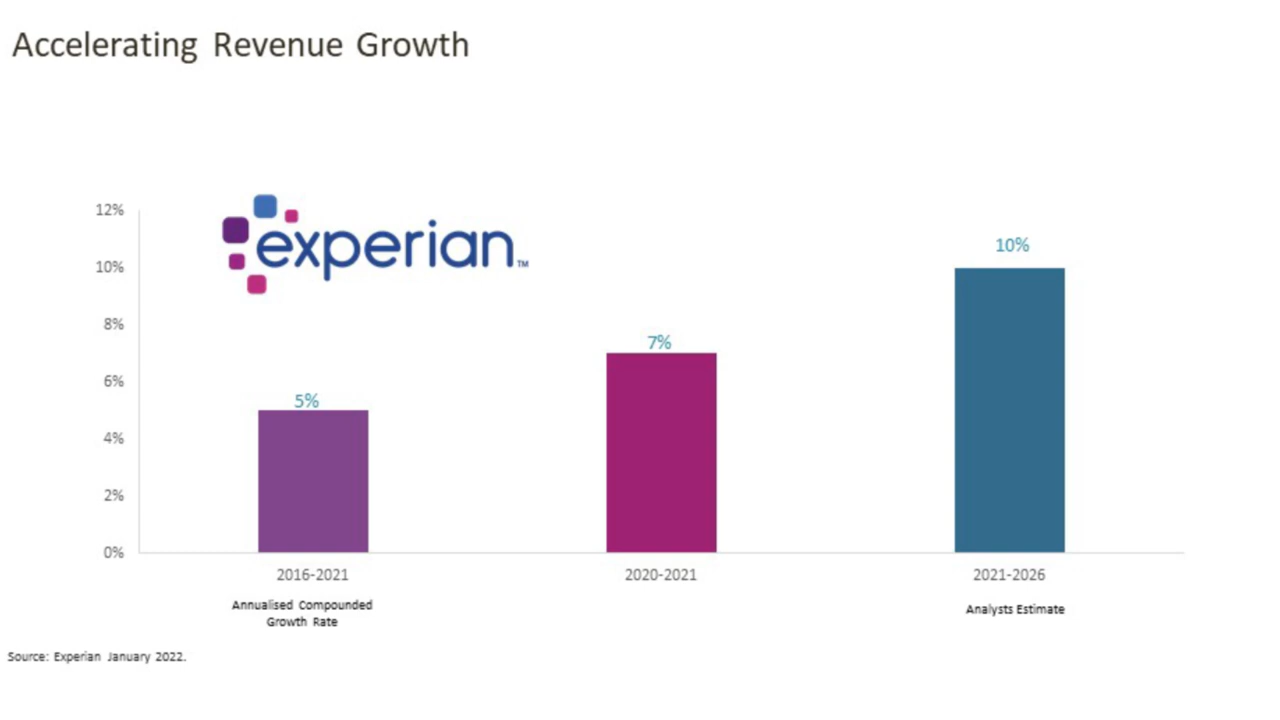 Accelerating Revenue Growth
12%
experian™
10%
10%
8%
7%
6%
5%
4%
2%
0%
2016-2021
2020-2021
2021-2026
Annualised Compounded
Growth Rate
Analysts Estimate
Source: Experian January 2022.